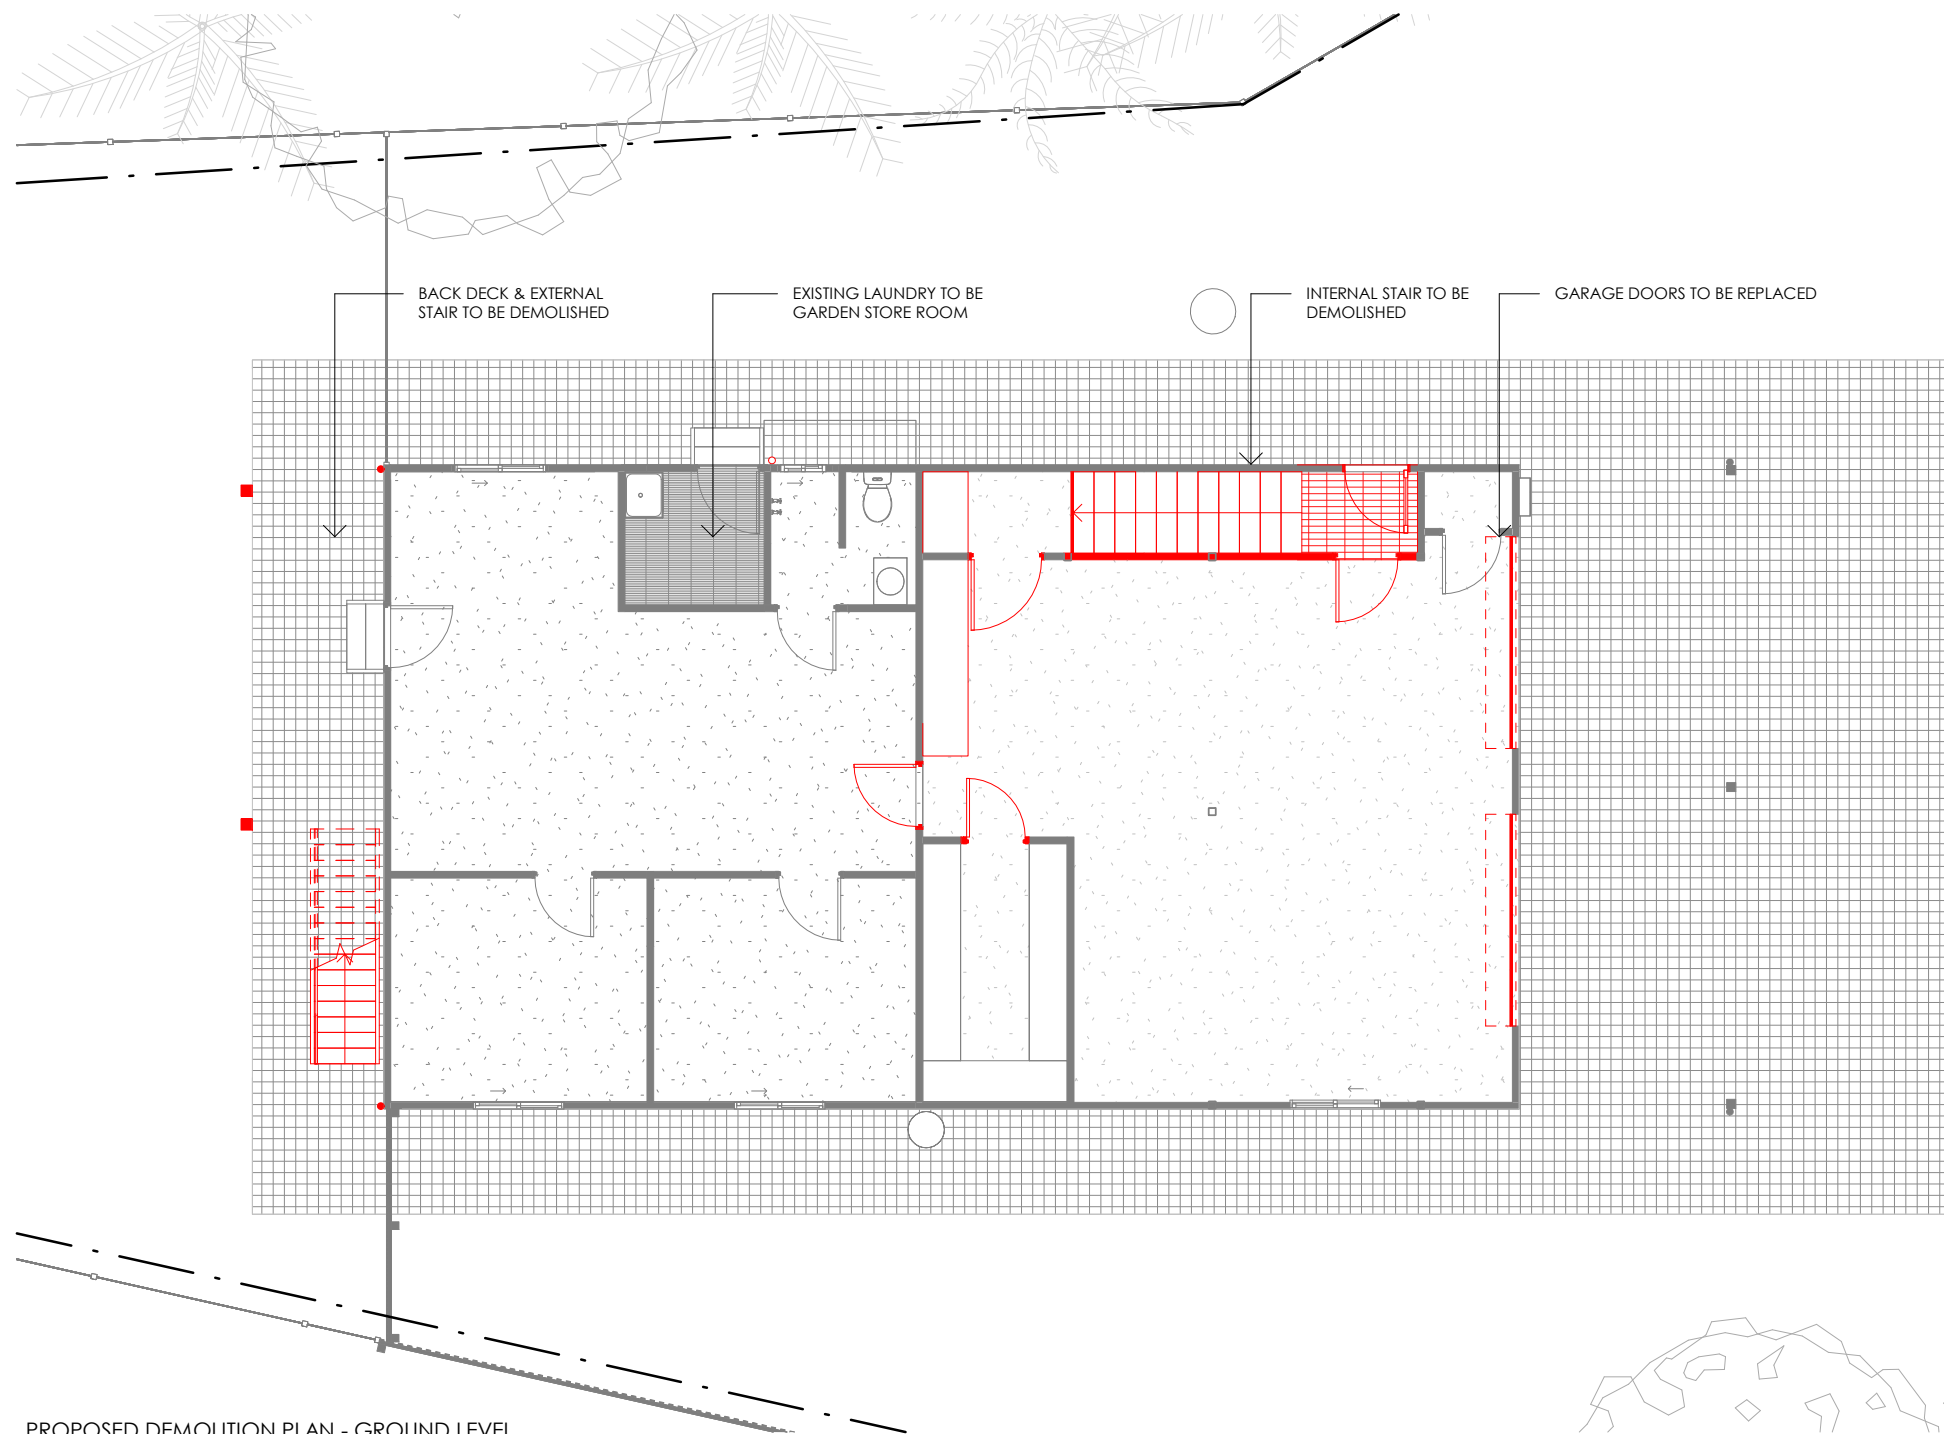 BACK DECK & EXTERNAL
STAIR TO BE DEMOLISHED
EXISTING LAUNDRY TO BE
GARDEN STORE ROOM
INTERNAL STAIR TO BE
DEMOLISHED
GARAGE DOORS TO BE REPLACED
PROPOSED DEMOLITION PLAN - GROUND LEVEL